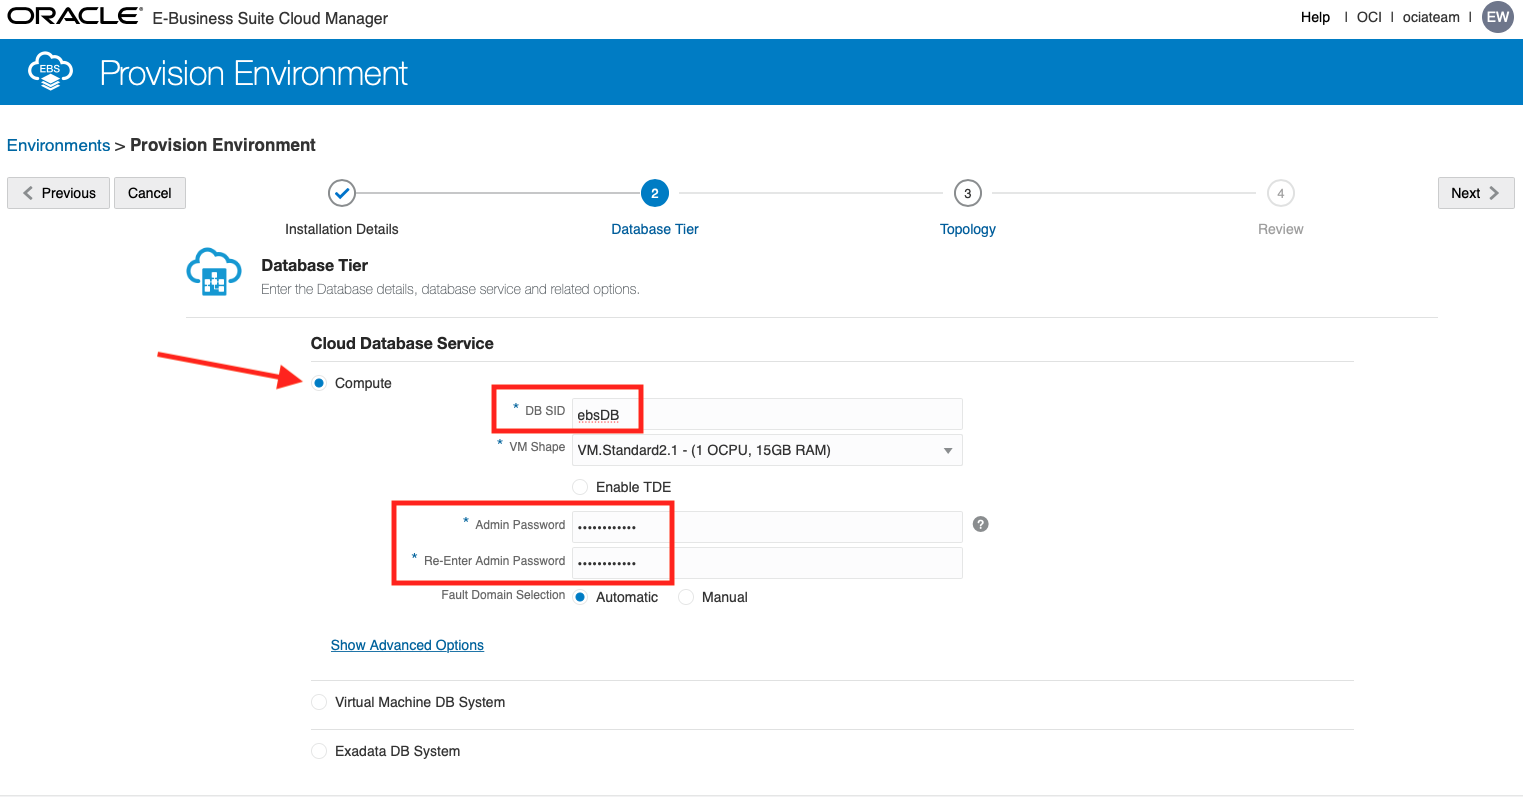 ORACLE® E-Business Suite Cloud Manager
Help | OCI | ociateam | EW
EBS Provision Environment
Environments > Provision Environment
Previous Cancel 2 3 4 Next
Installation Details Database Tier Topology Review
Database Tier
Enter the Database details, database service and related options.
Cloud Database Service
Compute
* DB SID ebsDB
* VM Shape VM.Standard2.1 - (1 OCPU, 15GB RAM)
Enable TDE
* Admin Password •••••••••••• ?
* Re-Enter Admin Password ••••••••••••
Fault Domain Selection Automatic Manual
Show Advanced Options
Virtual Machine DB System
Exadata DB System